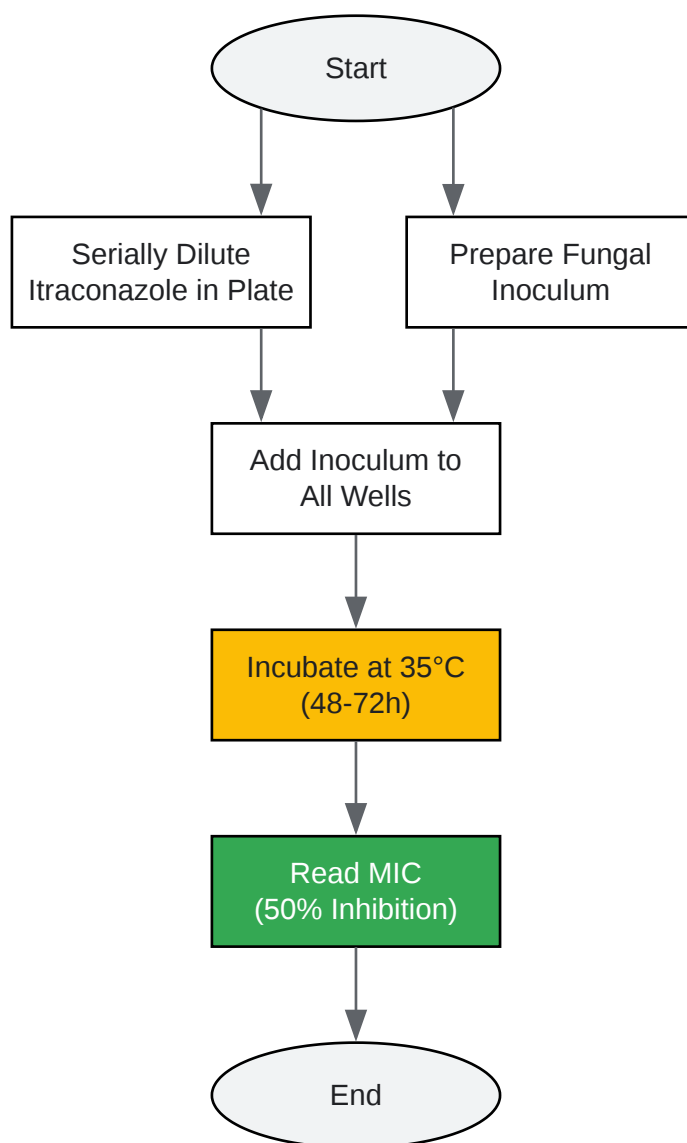 Start
Serially Dilute
Itraconazole in Plate
Prepare Fungal
Inoculum
Add Inoculum to
All Wells
Incubate at 35°C
(48-72h)
Read MIC
(50% Inhibition)
End